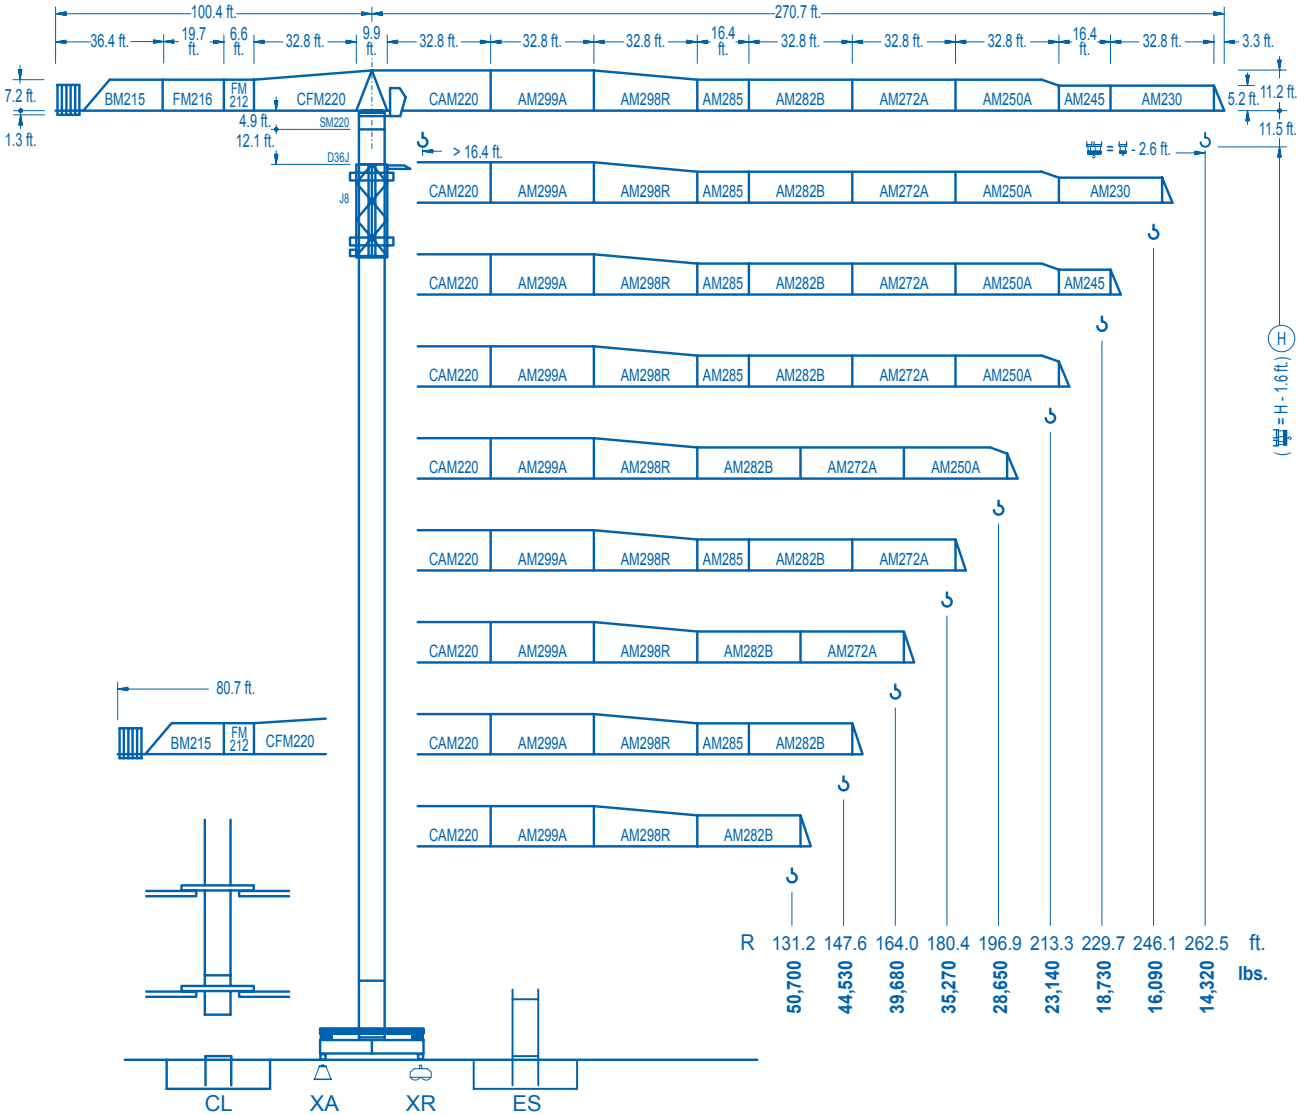 100.4 ft. 270.7 ft.
36.4 ft. 19.7 ft. 6.6 ft. 32.8 ft. 9.9 ft. 32.8 ft. 32.8 ft. 32.8 ft. 16.4 ft. 32.8 ft. 32.8 ft. 32.8 ft. 16.4 ft. 32.8 ft. 3.3 ft.
7.2 ft. BM215 FM216 FM 212 CFM220 CAM220 AM299A AM298R AM285 AM282B AM272A AM250A AM245 AM230 5.2 ft. 11.2 ft.
1.3 ft. 4.9 ft. SM220 11.5 ft.
12.1 ft.
D36J > 16.4 ft. = - 2.6 ft.
J8 CAM220 AM299A AM298R AM285 AM282B AM272A AM250A AM230
CAM220 AM299A AM298R AM285 AM282B AM272A AM250A AM245
H
( = H - 1.6 ft.)
CAM220 AM299A AM298R AM285 AM282B AM272A AM250A
CAM220 AM299A AM298R AM282B AM272A AM250A
CAM220 AM299A AM298R AM285 AM282B AM272A
CAM220 AM299A AM298R AM282B AM272A
80.7 ft.
BM215 FM 212 CFM220 CAM220 AM299A AM298R AM285 AM282B
CAM220 AM299A AM298R AM282B
R 131.2 147.6 164.0 180.4 196.9 213.3 229.7 246.1 262.5 ft.
50,700 44,530 39,680 35,270 28,650 23,140 18,730 16,090 14,320 lbs.
CL XA XR ES